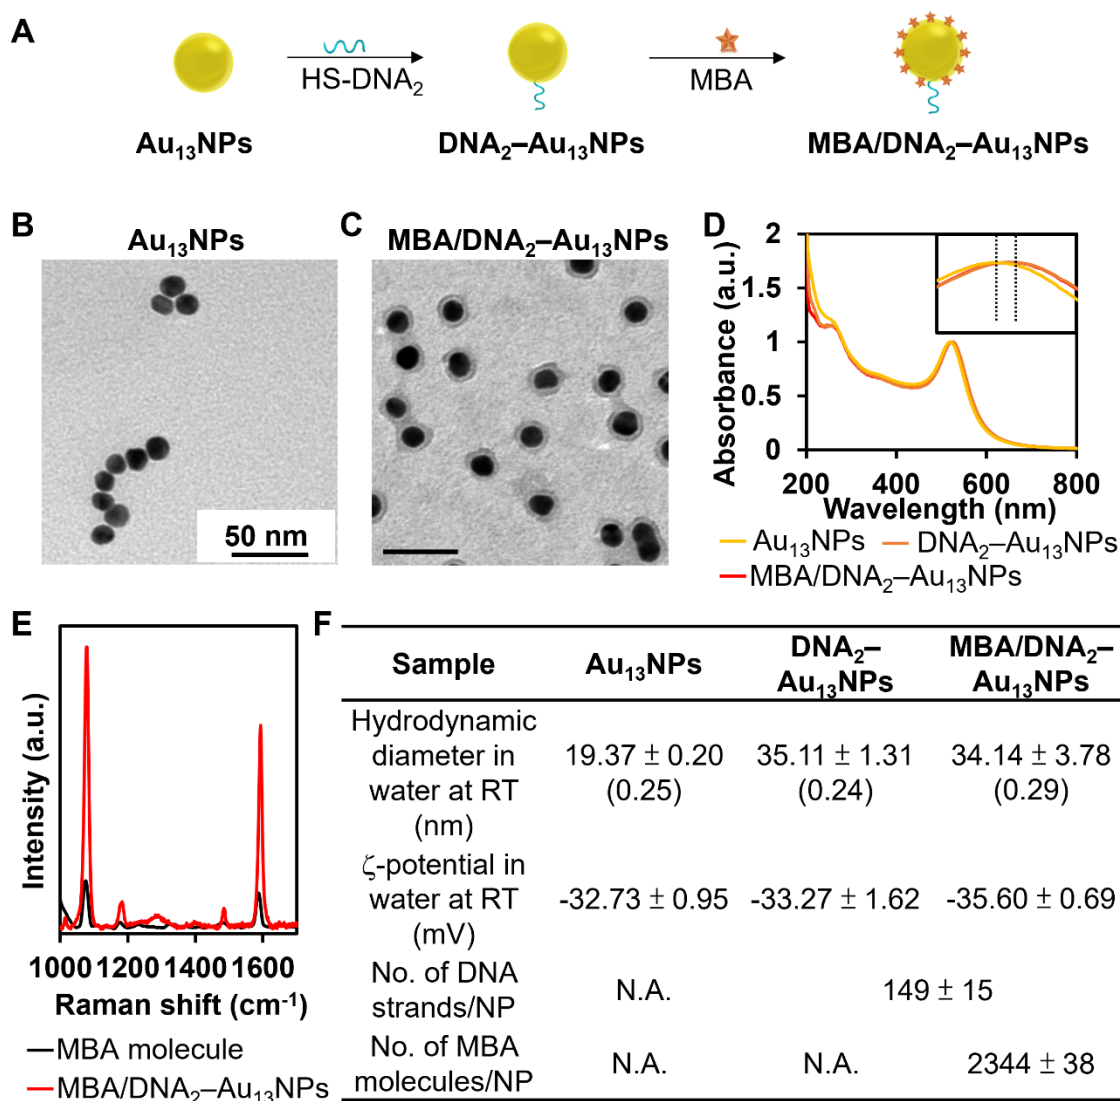 A
HS-DNA₂
MBA
Au₁₃NPs
DNA₂–Au₁₃NPs
MBA/DNA₂–Au₁₃NPs
B
Au₁₃NPs
50 nm
C
MBA/DNA₂–Au₁₃NPs
D
Absorbance (a.u.)
2
1.5
1
0.5
0
200 400 600 800
Wavelength (nm)
Au₁₃NPs DNA₂–Au₁₃NPs
MBA/DNA₂–Au₁₃NPs
E
Intensity (a.u.)
1000 1200 1400 1600
Raman shift (cm⁻¹)
MBA molecule
MBA/DNA₂–Au₁₃NPs
F
Sample
Au₁₃NPs
DNA₂–
Au₁₃NPs
MBA/DNA₂–
Au₁₃NPs
Hydrodynamic
diameter in
water at RT
(nm)
19.37 ± 0.20
(0.25)
35.11 ± 1.31
(0.24)
34.14 ± 3.78
(0.29)
ζ-potential in
water at RT
(mV)
-32.73 ± 0.95
-33.27 ± 1.62
-35.60 ± 0.69
No. of DNA
strands/NP
N.A.
149 ± 15
No. of MBA
molecules/NP
N.A.
N.A.
2344 ± 38